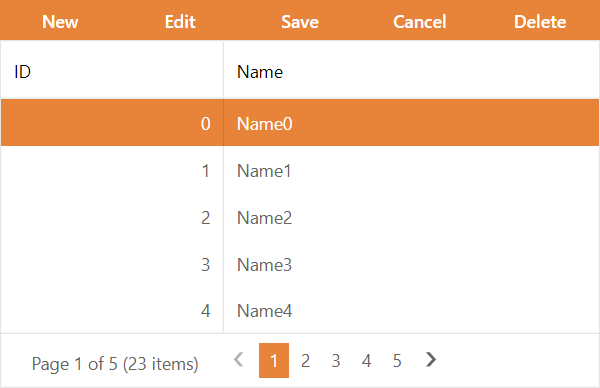 New Edit Save Cancel Delete
ID Name
0 Name0
1 Name1
2 Name2
3 Name3
4 Name4
Page 1 of 5 (23 items) 1 2 3 4 5